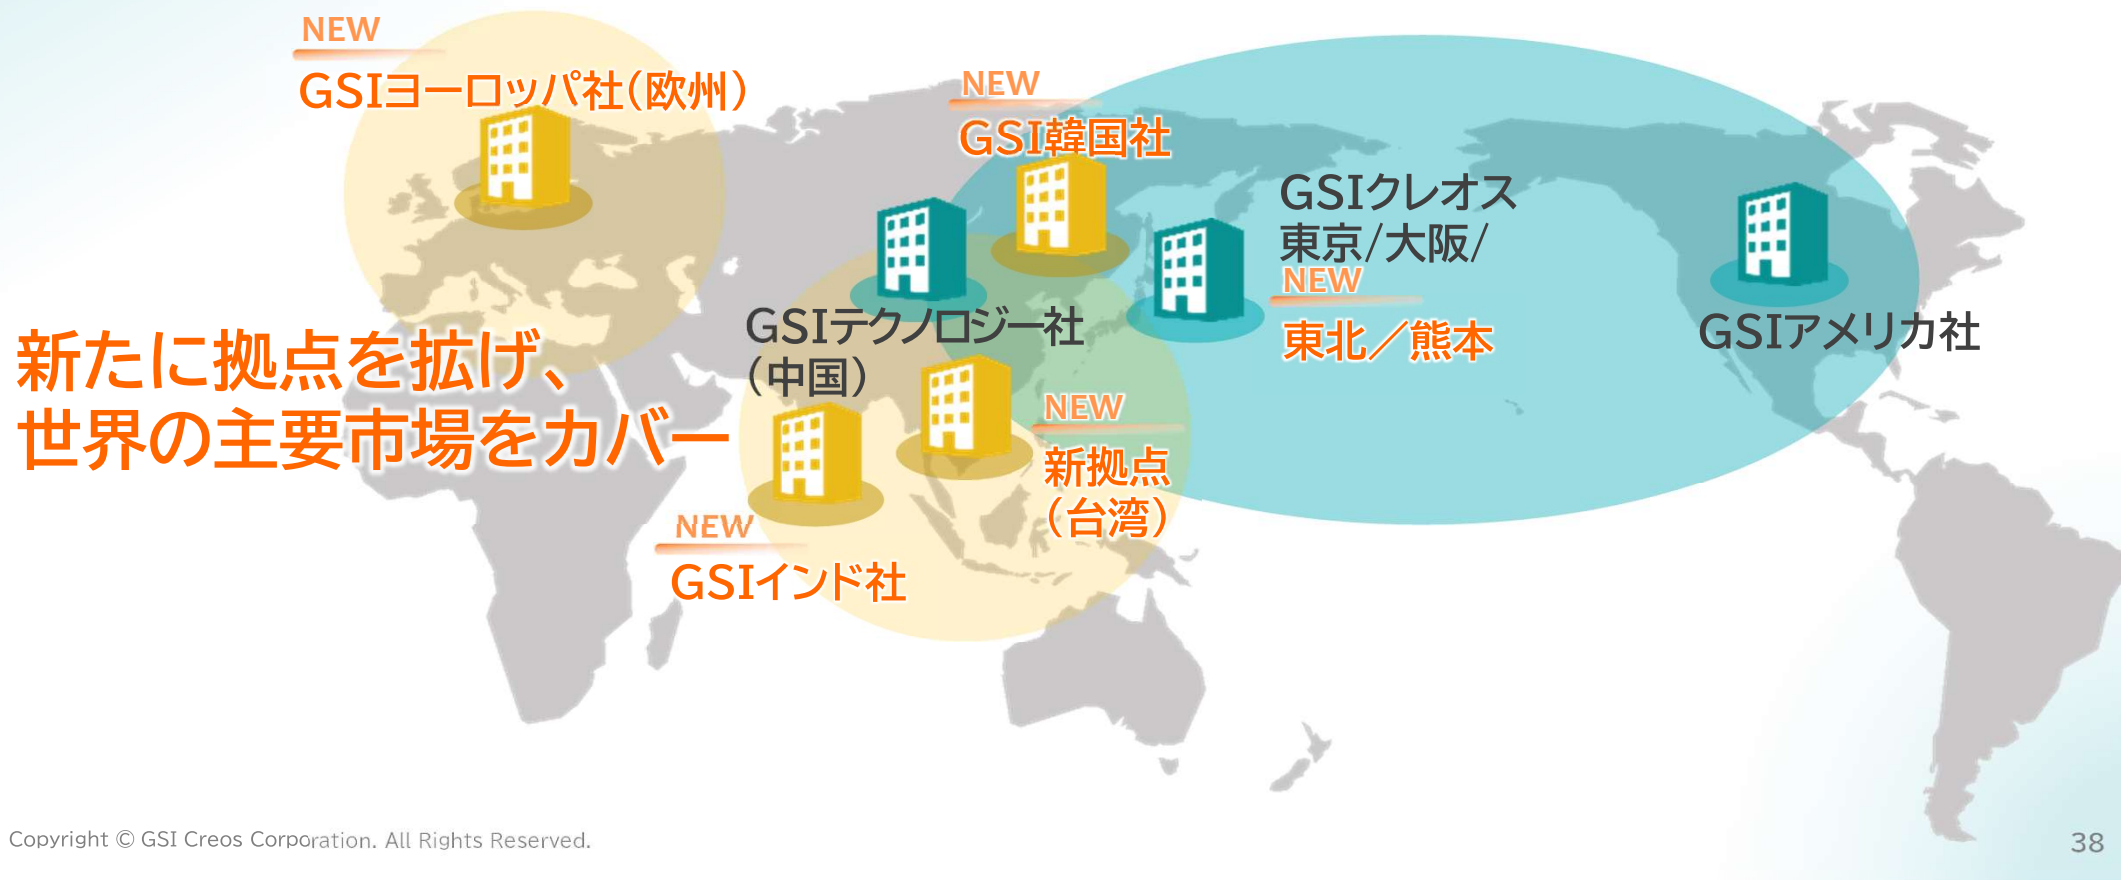 NEW
GSIヨーロッパ社（欧州）
NEW
GSI韓国社
GSIクレオス
東京/大阪/
NEW
東北／熊本
GSIアメリカ社
GSIテクノロジー社
（中国）
新たに拠点を拡げ、
世界の主要市場をカバー
NEW
新拠点
（台湾）
NEW
GSIインド社
Copyright © GSI Creos Corporation. All Rights Reserved.
38